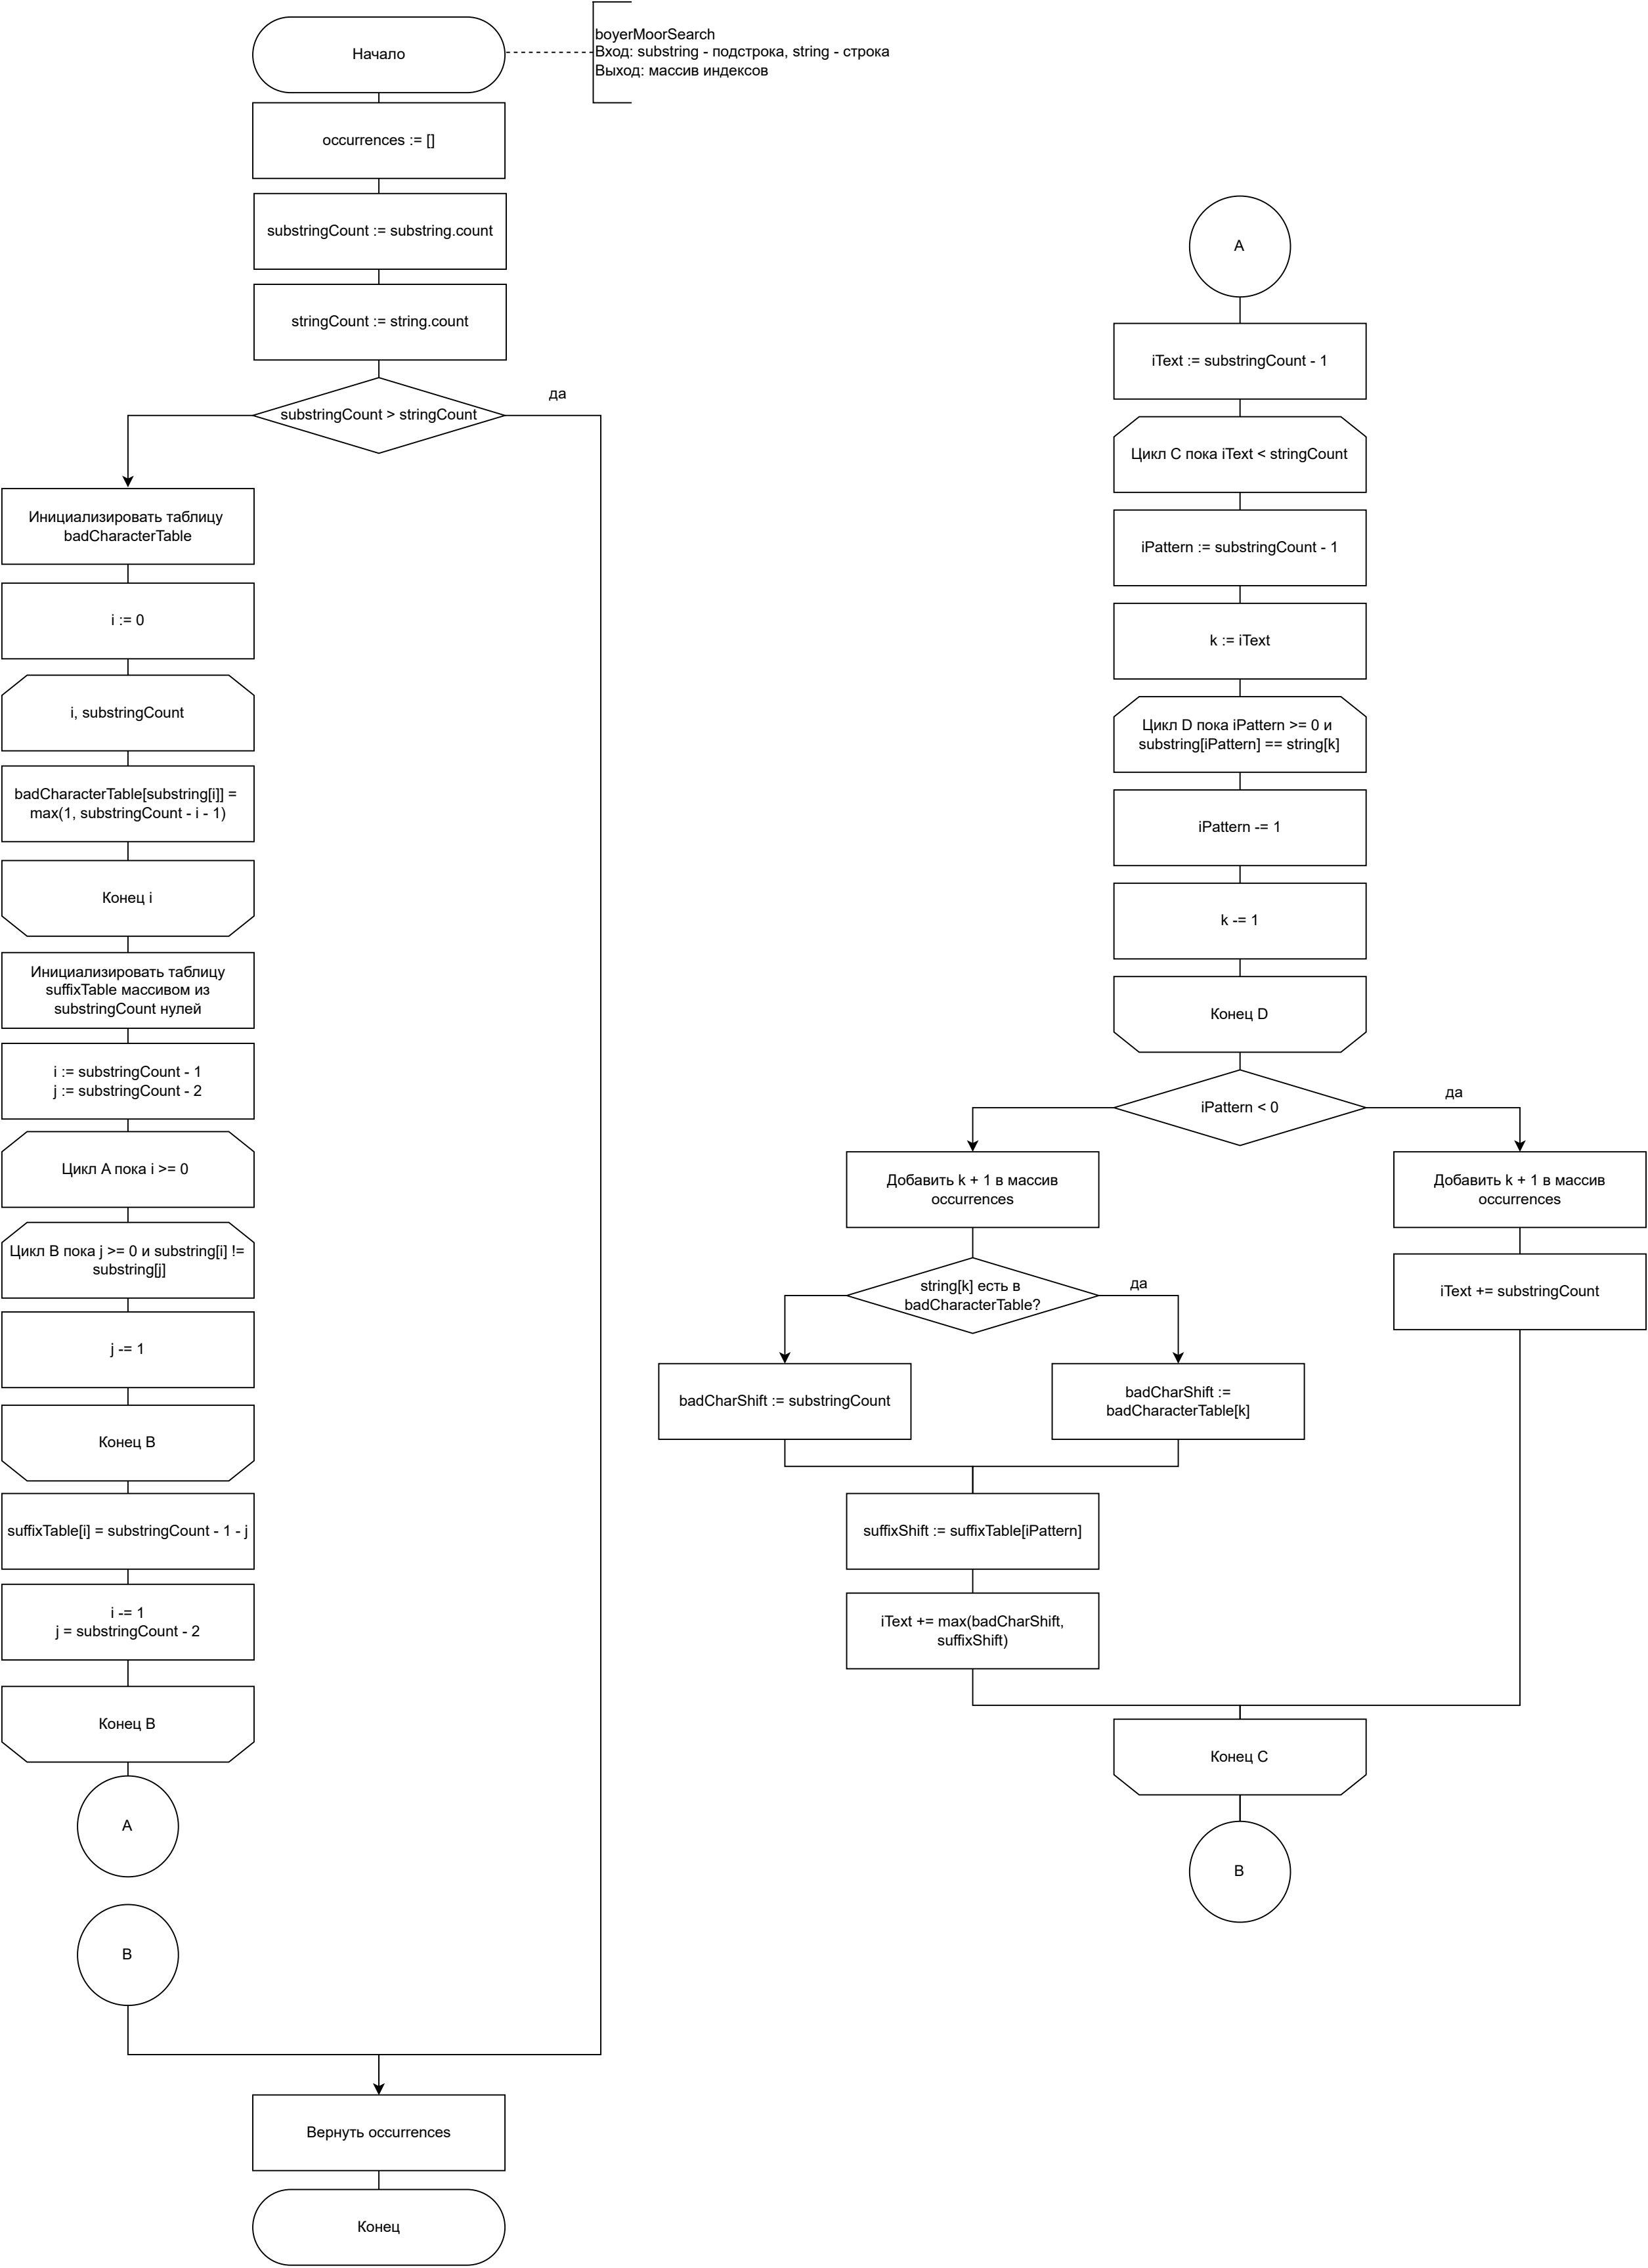 Начало
boyerMoorSearch
Вход: substring - подстрока, string - строка
Выход: массив индексов
occurrences := []
substringCount := substring.count
stringCount := string.count
substringCount > stringCount
да
Инициализировать таблицу
badCharacterTable
i := 0
i, substringCount
badCharacterTable[substring[i]] =
max(1, substringCount - i - 1)
Конец i
Инициализировать таблицу
suffixTable массивом из
substringCount нулей
i := substringCount - 1
j := substringCount - 2
Цикл A пока i >= 0
Цикл B пока j >= 0 и substring[i] !=
substring[j]
j -= 1
Конец B
suffixTable[i] = substringCount - 1 - j
i -= 1
j = substringCount - 2
Конец B
A
B
Вернуть occurrences
Конец
A
iText := substringCount - 1
Цикл C пока iText < stringCount
iPattern := substringCount - 1
k := iText
Цикл D пока iPattern >= 0 и
substring[iPattern] == string[k]
iPattern -= 1
k -= 1
Конец D
iPattern < 0
да
Добавить k + 1 в массив
occurrences
Добавить k + 1 в массив
occurrences
string[k] есть в
badCharacterTable?
да
iText += substringCount
badCharShift := substringCount
badCharShift :=
badCharacterTable[k]
suffixShift := suffixTable[iPattern]
iText += max(badCharShift,
suffixShift)
Конец C
B